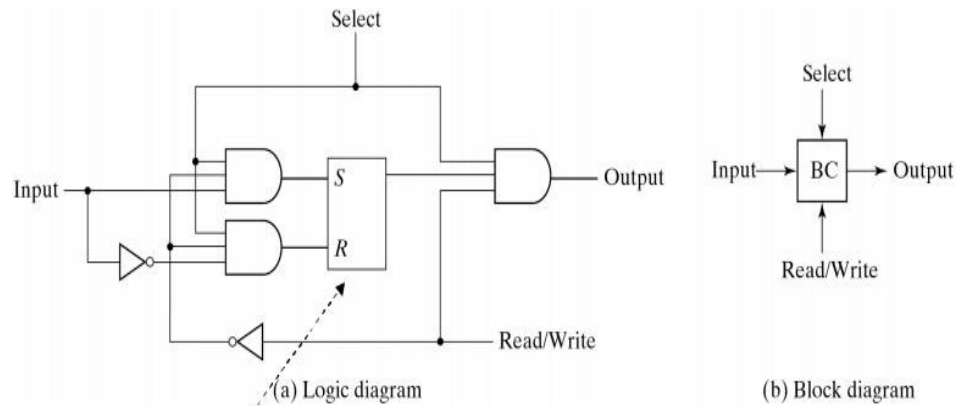 Select
Input
S
R
Output
Read/Write
(a) Logic diagram
Select
Input
BC
Output
Read/Write
(b) Block diagram